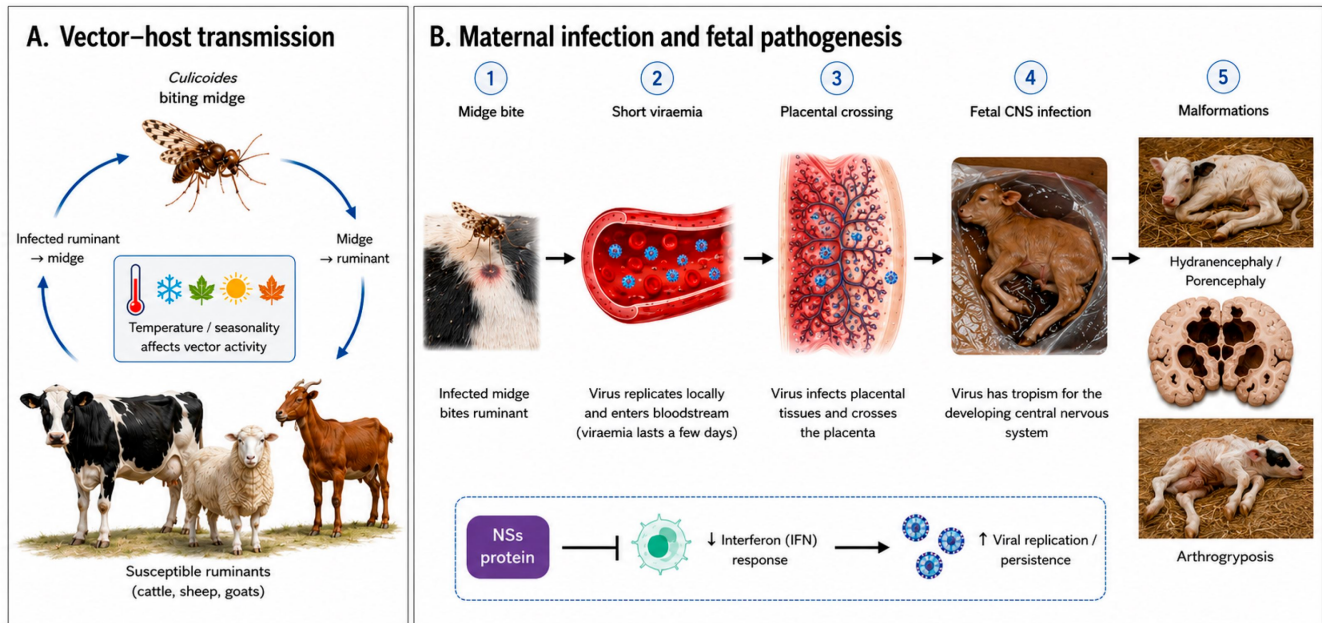 A. Vector–host transmission
Culicoides
biting midge
Infected ruminant
→ midge
Midge
→ ruminant
Temperature / seasonality
affects vector activity
Susceptible ruminants
(cattle, sheep, goats)
B. Maternal infection and fetal pathogenesis
1
Midge bite
Infected midge
bites ruminant
2
Short viraemia
Virus replicates locally
and enters bloodstream
(viraemia lasts a few days)
3
Placental crossing
Virus infects placental
tissues and crosses
the placenta
4
Fetal CNS infection
Virus has tropism for the
developing central nervous
system
5
Malformations
Hydranencephaly /
Porencephaly
Arthrogryposis
NSs
protein
↓ Interferon (IFN)
response
↑ Viral replication /
persistence